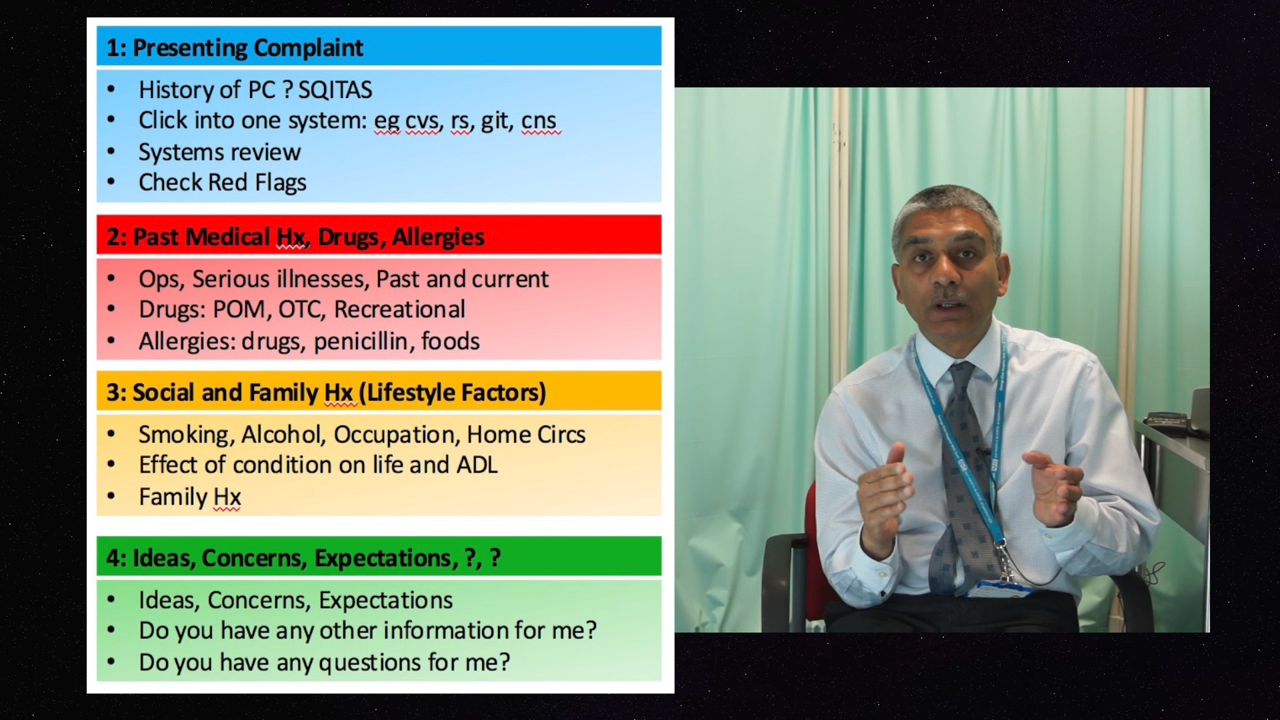 1: Presenting Complaint
• History of PC ? SQITAS
• Click into one system: eg cvs, rs, git, cns
• Systems review
• Check Red Flags
2: Past Medical Hx, Drugs, Allergies
• Ops, Serious illnesses, Past and current
• Drugs: POM, OTC, Recreational
• Allergies: drugs, penicillin, foods
3: Social and Family Hx (Lifestyle Factors)
• Smoking, Alcohol, Occupation, Home Circs
• Effect of condition on life and ADL
• Family Hx
4: Ideas, Concerns, Expectations, ?, ?
• Ideas, Concerns, Expectations
• Do you have any other information for me?
• Do you have any questions for me?